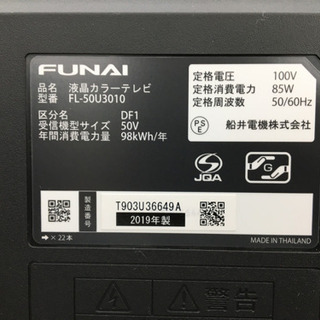 FUNAI
品名 液晶カラーテレビ
型番 FL-50U3010
区分名 DF1
受信機型サイズ 50V
年間消費電力量 98kWh/年
定格電圧 100V
定格消費電力 85W
定格周波数 50/60Hz
PSE 船井電機株式会社
JQA
G
製造番号
T903U36649A
2019年製
→×22本
MADE IN THAILAND
警告